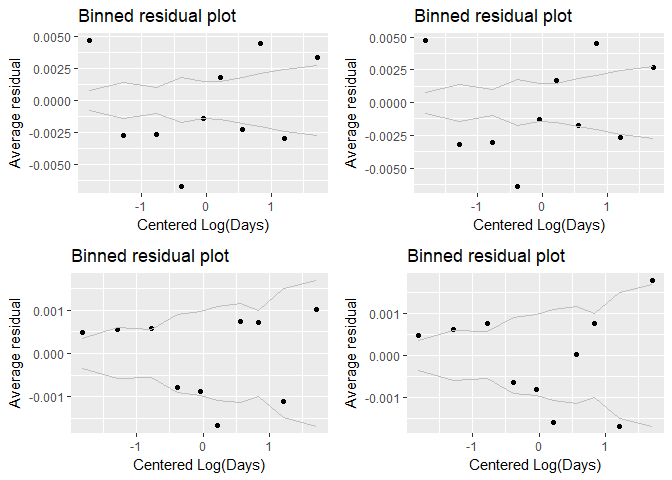 Binned residual plot
Average residual
0.0050
0.0025
0.0000
-0.0025
-0.0050
-1
0
1
Centered Log(Days)
Binned residual plot
Average residual
0.0050
0.0025
0.0000
-0.0025
-0.0050
-1
0
1
Centered Log(Days)
Binned residual plot
Average residual
0.001
0.000
-0.001
-1
0
1
Centered Log(Days)
Binned residual plot
Average residual
0.001
0.000
-0.001
-1
0
1
Centered Log(Days)